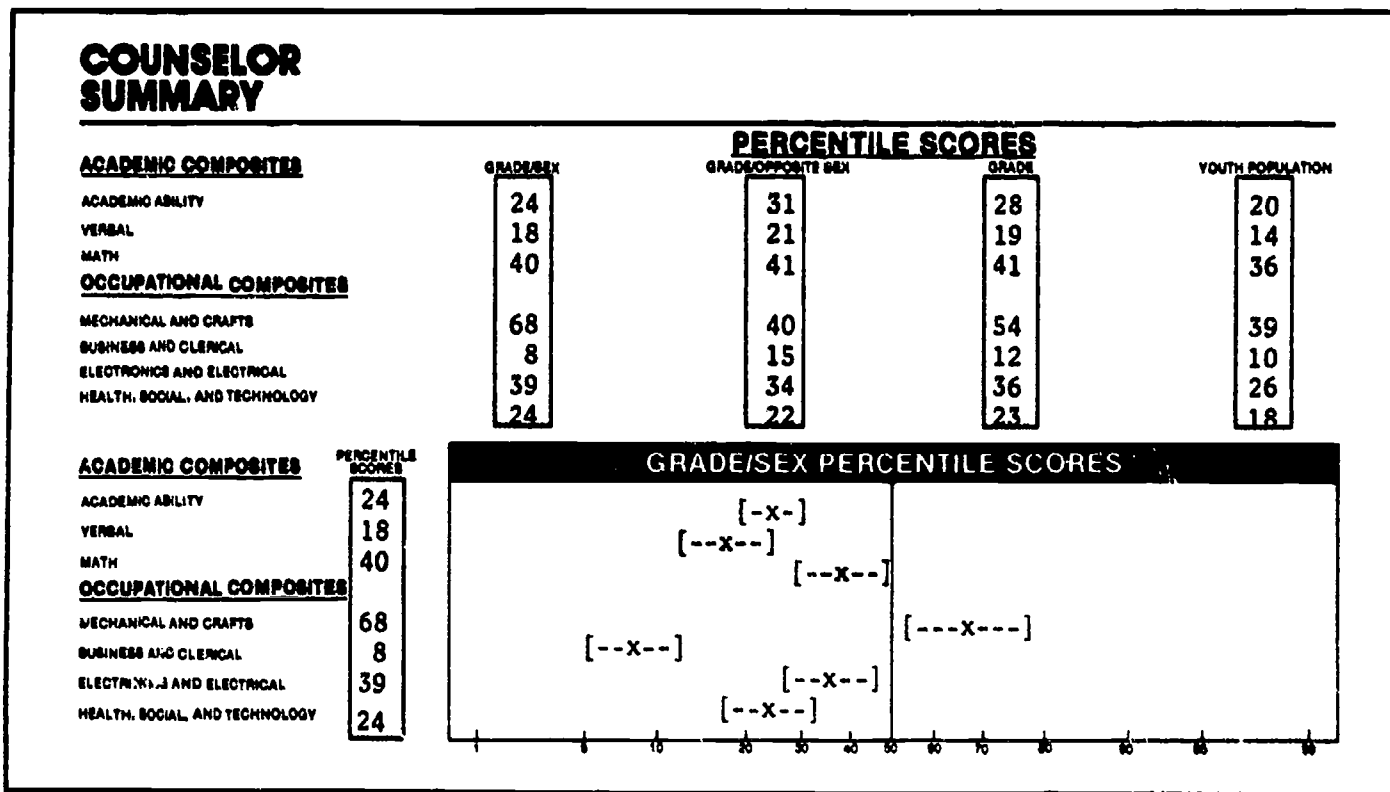 COUNSELOR
SUMMARY
PERCENTILE SCORES
ACADEMIC COMPOSITES GRADE/SEX GRADE/OPPOSITE SEX GRADE YOUTH POPULATION
ACADEMIC ABILITY 24 31 28 20
VERBAL 18 21 19 14
MATH 40 41 41 36
OCCUPATIONAL COMPOSITES
MECHANICAL AND CRAFTS 68 40 54 39
BUSINESS AND CLERICAL 8 15 12 10
ELECTRONICS AND ELECTRICAL 39 34 36 26
HEALTH, SOCIAL, AND TECHNOLOGY 24 22 23 18
ACADEMIC COMPOSITES PERCENTILE SCORES GRADE/SEX PERCENTILE SCORES
ACADEMIC ABILITY 24 [-x-]
VERBAL 18 [--x--]
MATH 40 [--x--]
OCCUPATIONAL COMPOSITES
MECHANICAL AND CRAFTS 68 [---x---]
BUSINESS AND CLERICAL 8 [--x--]
ELECTRONICS AND ELECTRICAL 39 [--x--]
HEALTH, SOCIAL, AND TECHNOLOGY 24 [--x--]
1 5 10 20 30 40 50 60 70 80 90 95 99